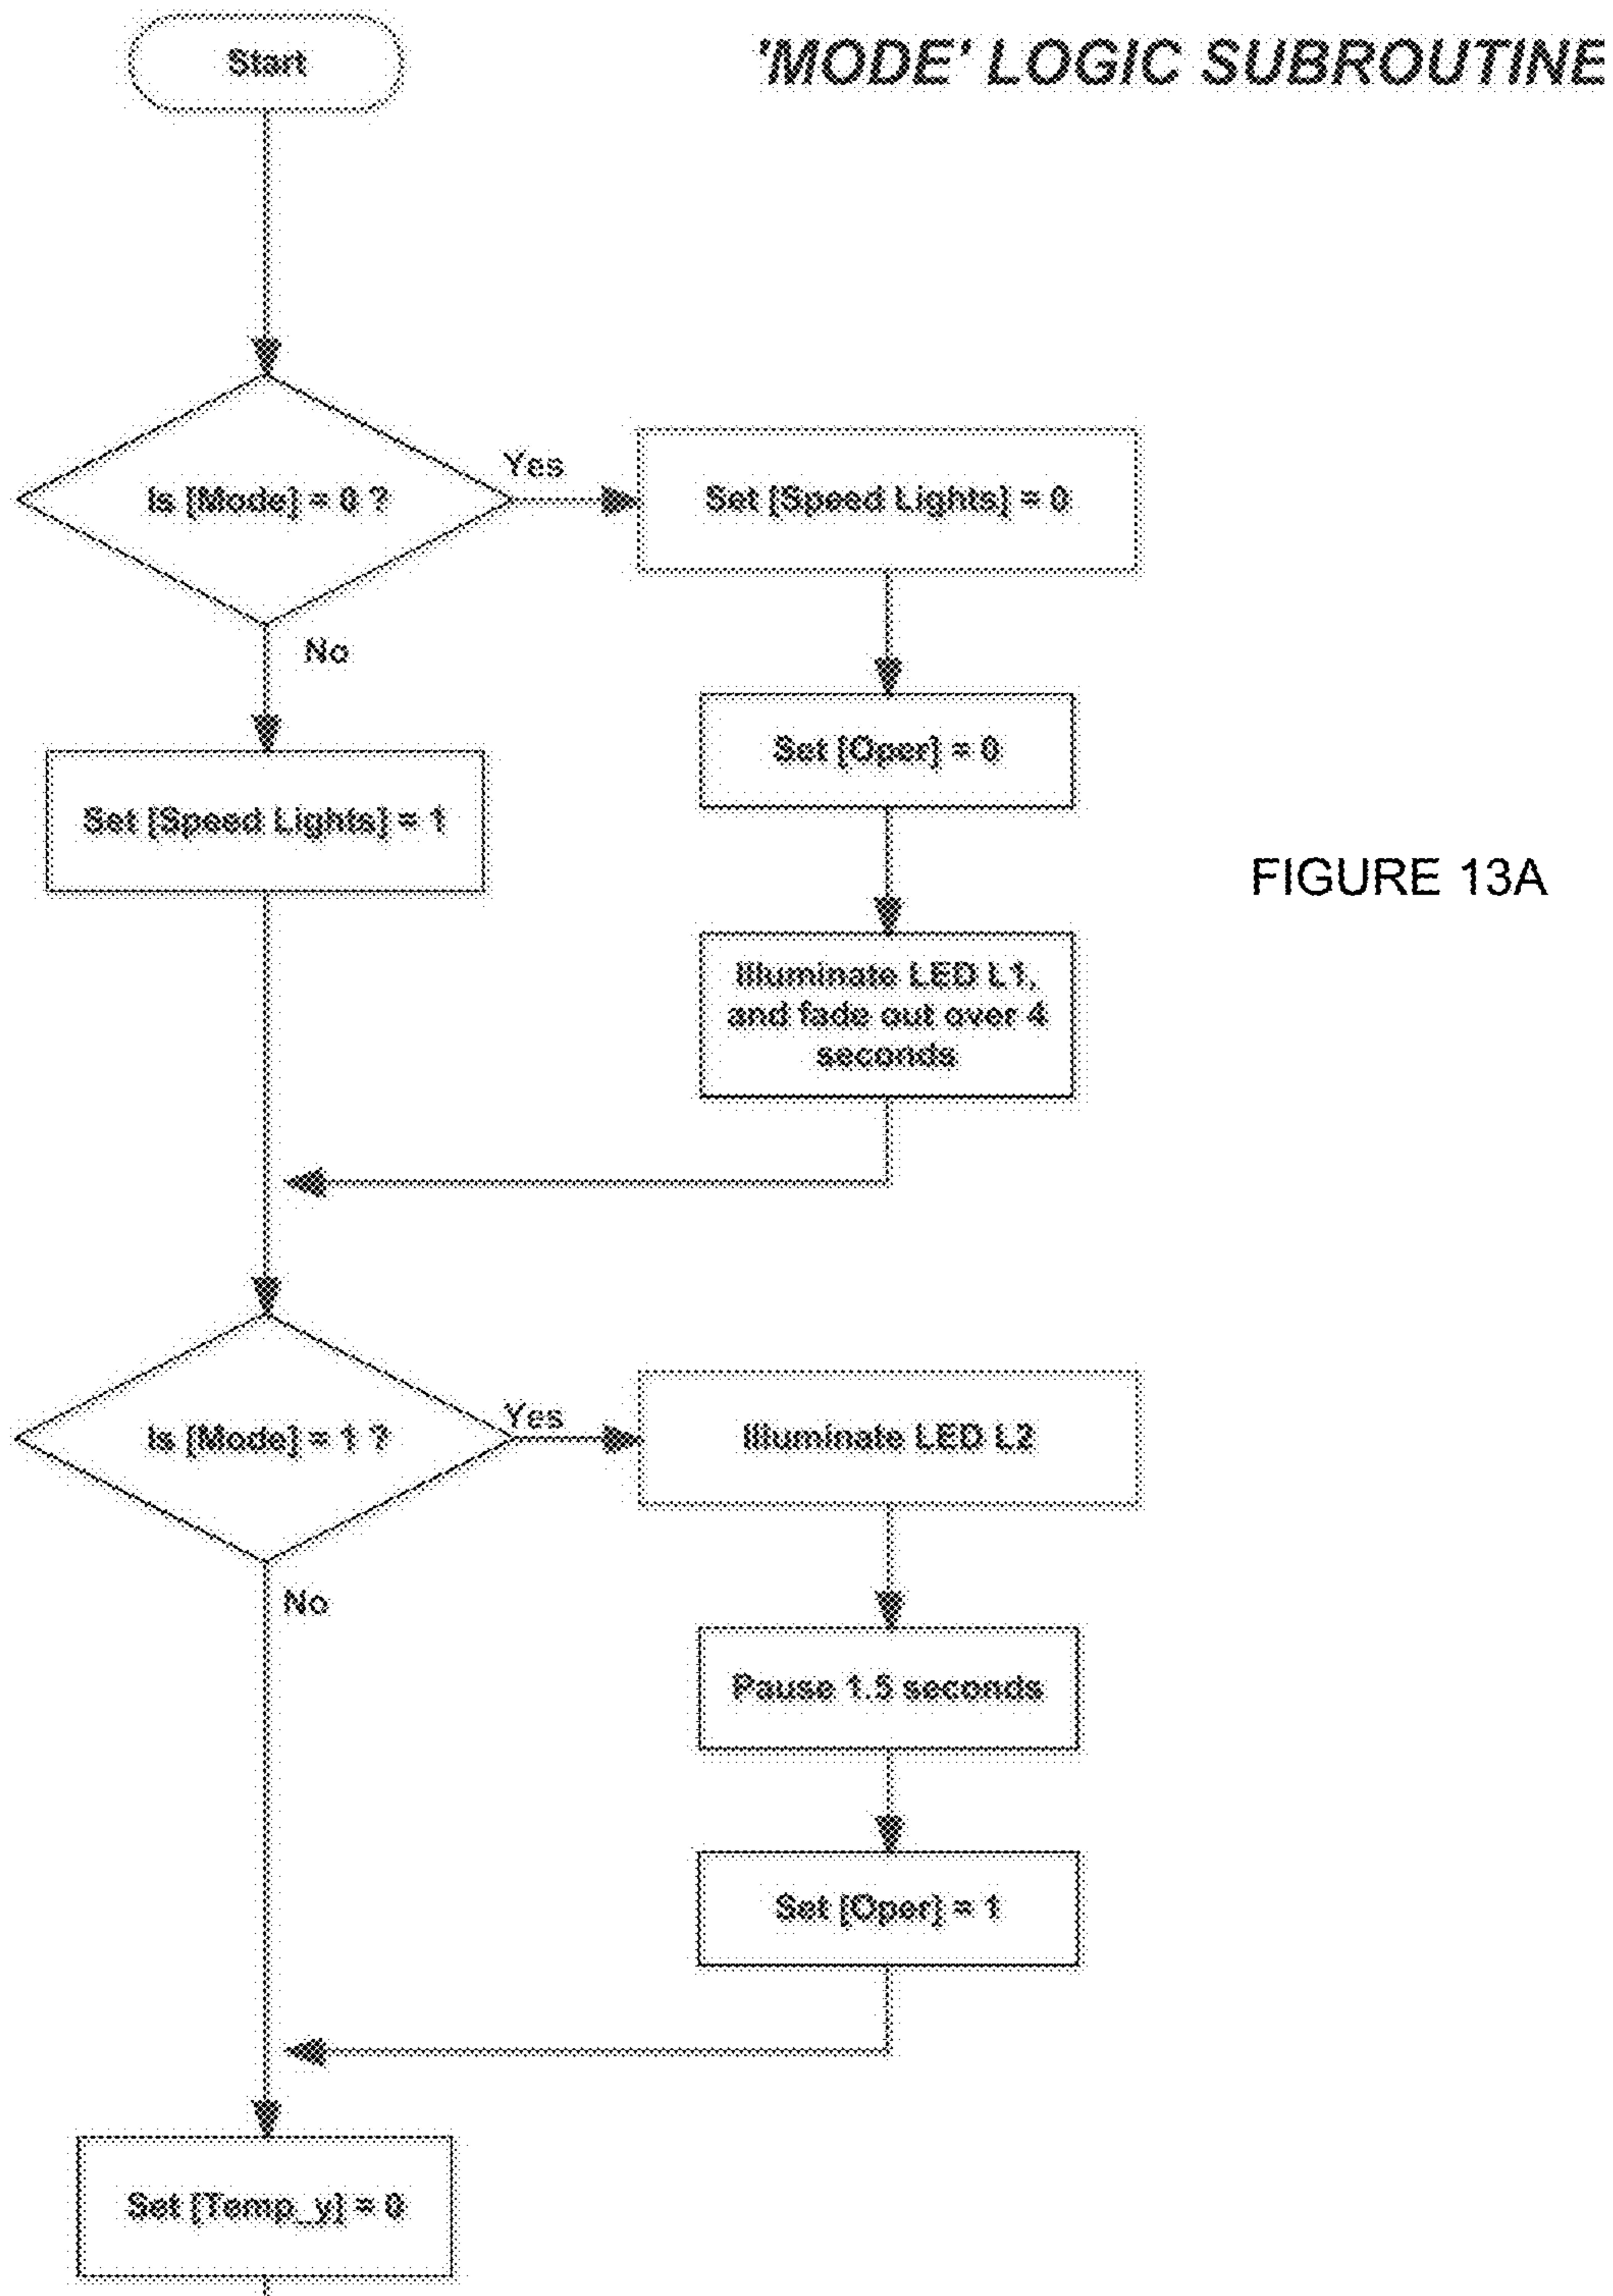 Start
'MODE' LOGIC SUBROUTINE
Is [Mode] = 0 ?
Yes
Set [Speed Lights] = 0
No
Set [Oper] = 0
Set [Speed Lights] = 1
FIGURE 13A
Illuminate LED L1,
and fade out over 4
seconds
Is [Mode] = 1 ?
Yes
Illuminate LED L2
No
Pause 1.5 seconds
Set [Oper] = 1
Set [Temp_y] = 0